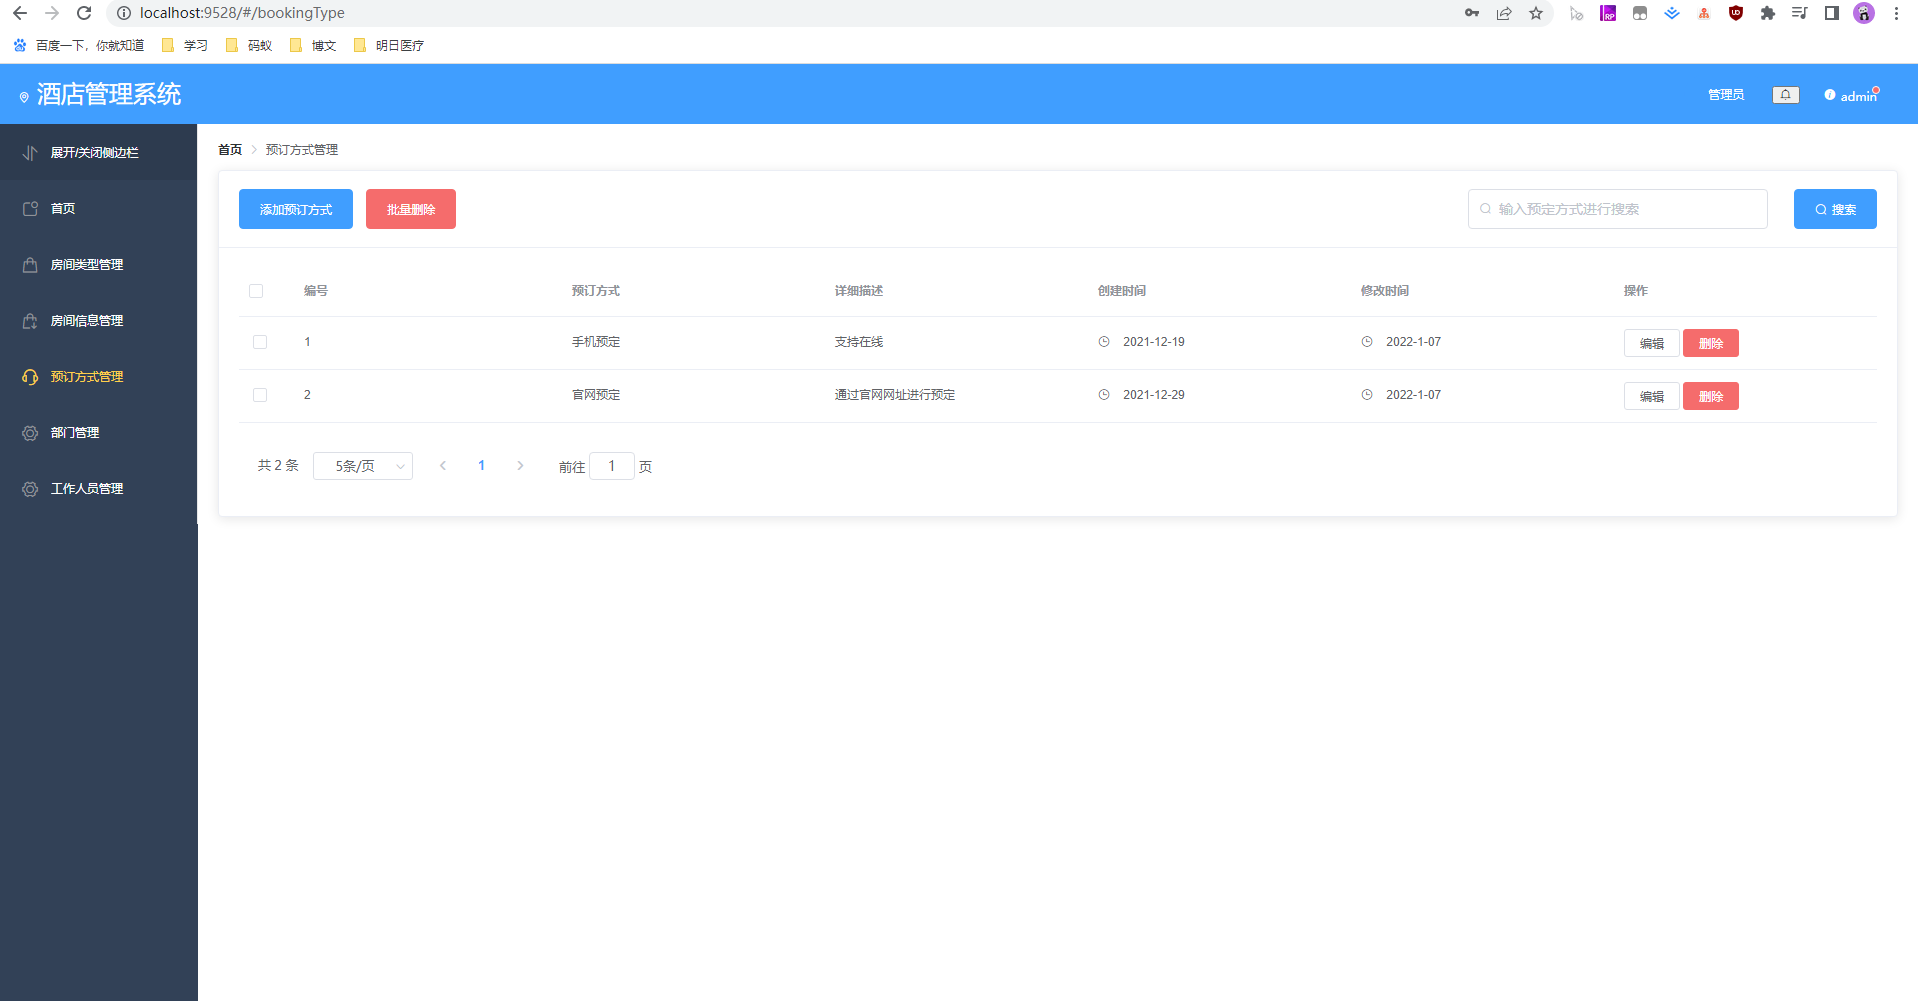 localhost:9528/#/bookingType
百度一下，你就知道 学习 码蚁 博文 明日医疗
酒店管理系统 管理员 admin
展开/关闭侧边栏
首页
房间类型管理
房间信息管理
预订方式管理
部门管理
工作人员管理
首页 预订方式管理
添加预订方式 批量删除 输入预定方式进行搜索 搜索
编号 预订方式 详细描述 创建时间 修改时间 操作
1 手机预定 支持在线 2021-12-19 2022-1-07 编辑 删除
2 官网预定 通过官网网址进行预定 2021-12-29 2022-1-07 编辑 删除
共 2 条 5条/页 1 前往 1 页